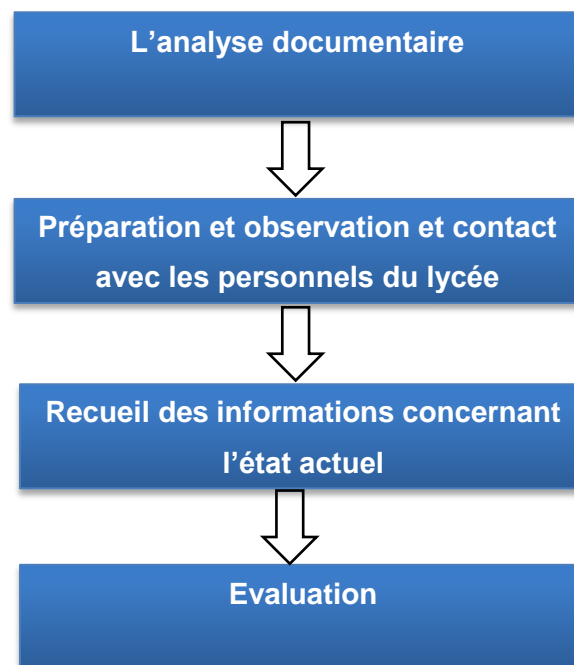 L’analyse documentaire
Préparation et observation et contact
avec les personnels du lycée
Recueil des informations concernant
l’état actuel
Evaluation